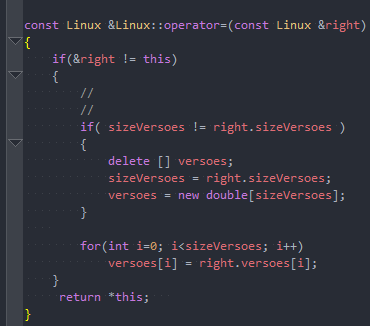 const Linux &Linux::operator=(const Linux &right)
{
if(&right != this)
{
//
//
if( sizeVersoes != right.sizeVersoes )
{
delete [] versoes;
sizeVersoes = right.sizeVersoes;
versoes = new double[sizeVersoes];
}
for(int i=0; i<sizeVersoes; i++)
versoes[i] = right.versoes[i];
}
return *this;
}